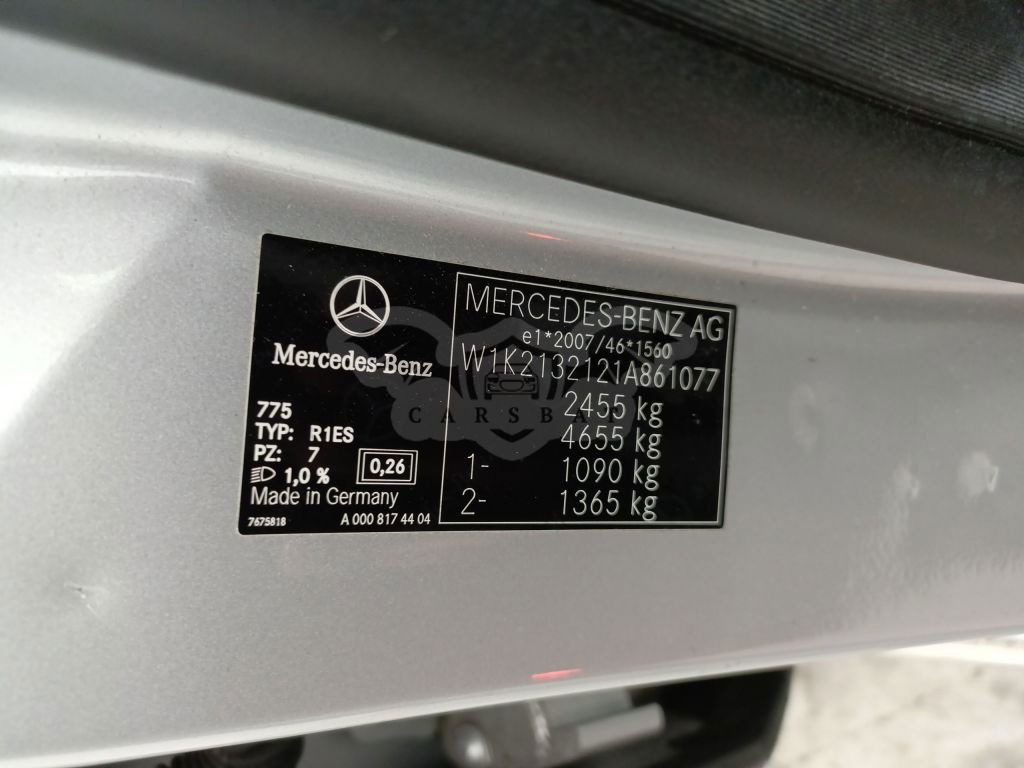 Mercedes-Benz
775
TYP: R1ES
PZ: 7
1,0 %
0,26
Made in Germany
7675818 A 000 817 44 04
MERCEDES-BENZ AG
e1*2007/46*1560
W1K2132121A861077
2455 kg
4655 kg
1- 1090 kg
2- 1365 kg
CARSBAT